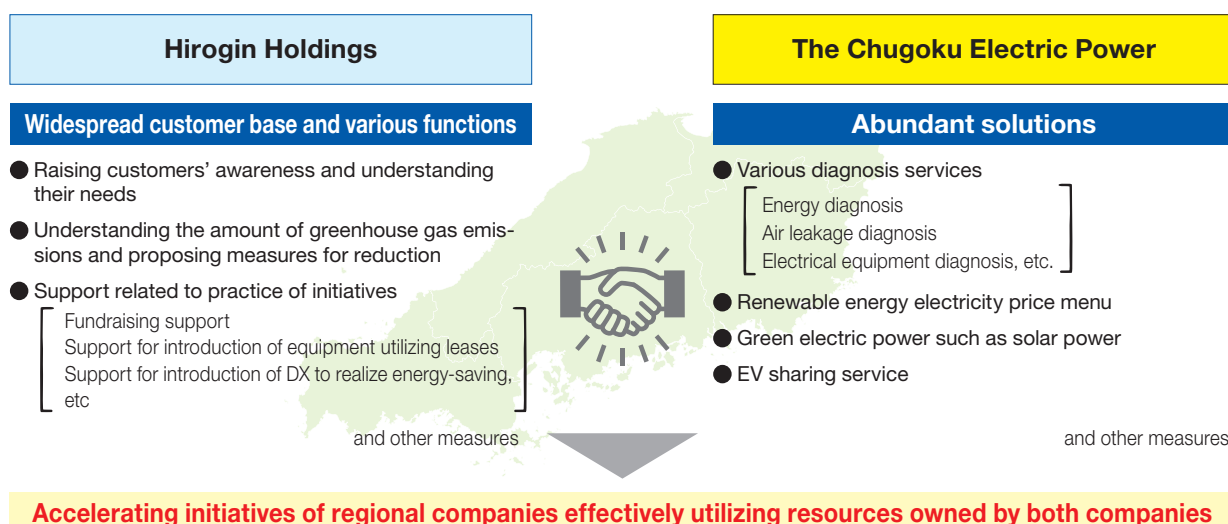 Hirogin Holdings
Widespread customer base and various functions
● Raising customers’ awareness and understanding
their needs
● Understanding the amount of greenhouse gas emis-
sions and proposing measures for reduction
● Support related to practice of initiatives
Fundraising support
Support for introduction of equipment utilizing leases
Support for introduction of DX to realize energy-saving,
etc
and other measures
The Chugoku Electric Power
Abundant solutions
● Various diagnosis services
Energy diagnosis
Air leakage diagnosis
Electrical equipment diagnosis, etc.
● Renewable energy electricity price menu
● Green electric power such as solar power
● EV sharing service
and other measures
Accelerating initiatives of regional companies effectively utilizing resources owned by both companies